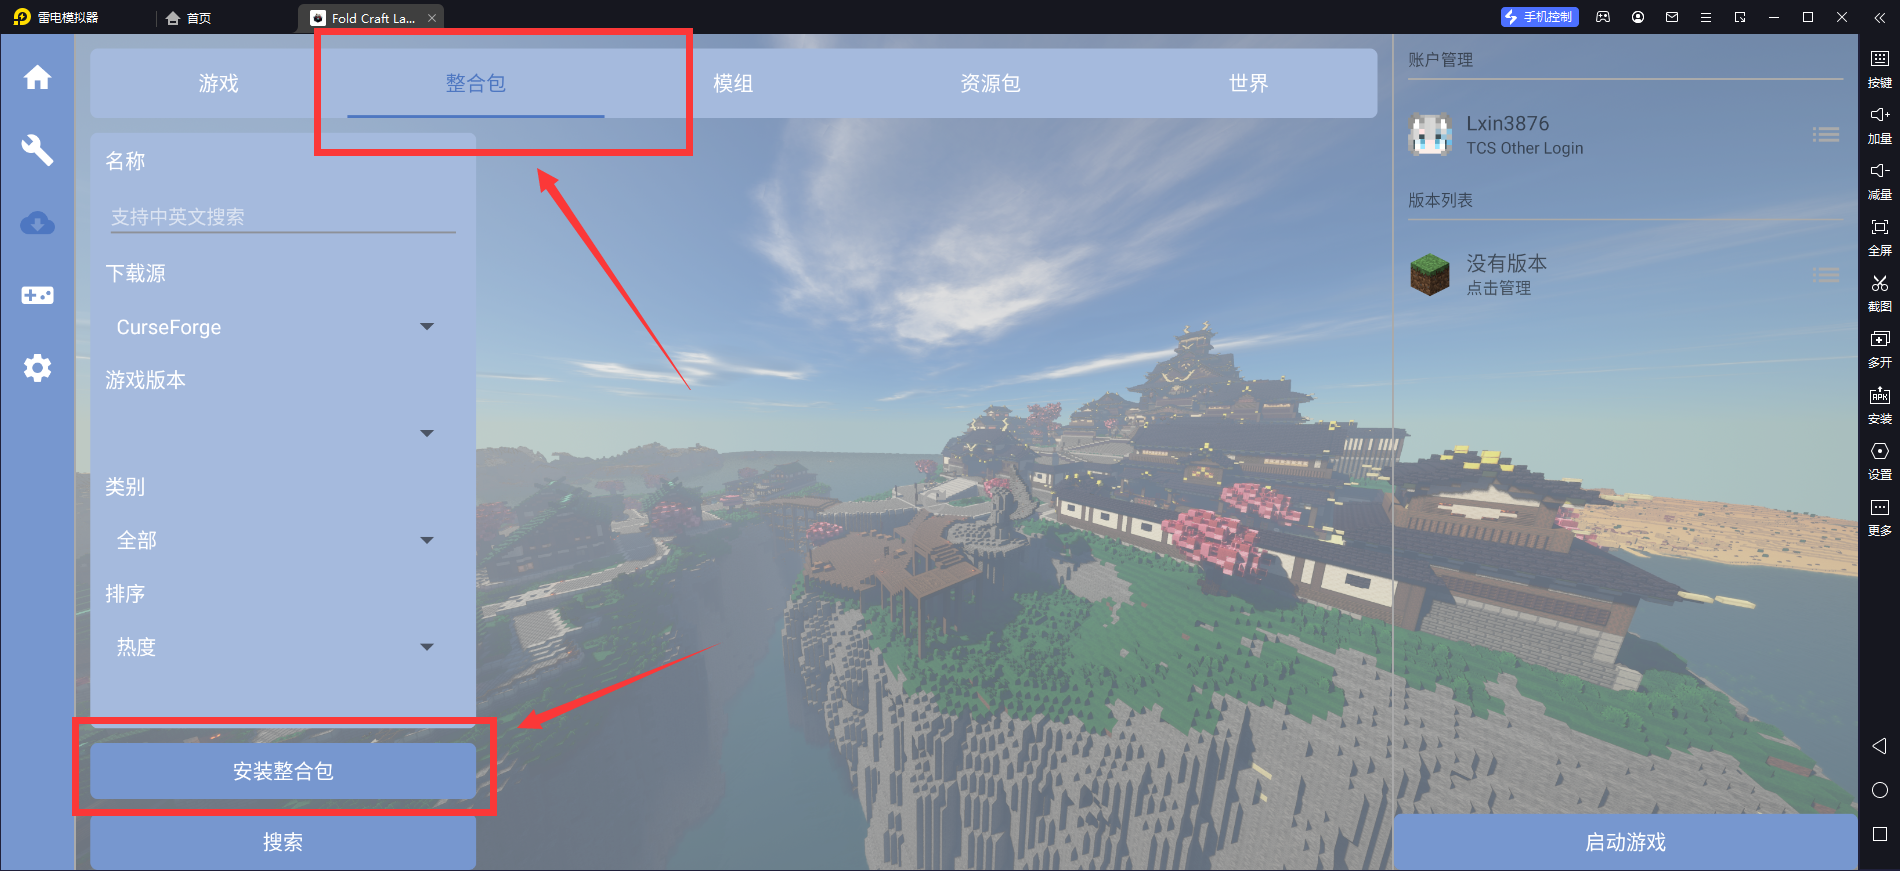 雷电模拟器
首页
Fold Craft La...
手机控制
游戏
整合包
模组
资源包
世界
名称
支持中英文搜索
下载源
CurseForge
游戏版本
类别
全部
排序
热度
安装整合包
搜索
账户管理
Lxin3876
TCS Other Login
版本列表
没有版本
点击管理
启动游戏
按键
加量
减量
全屏
截图
多开
APK
安装
设置
更多